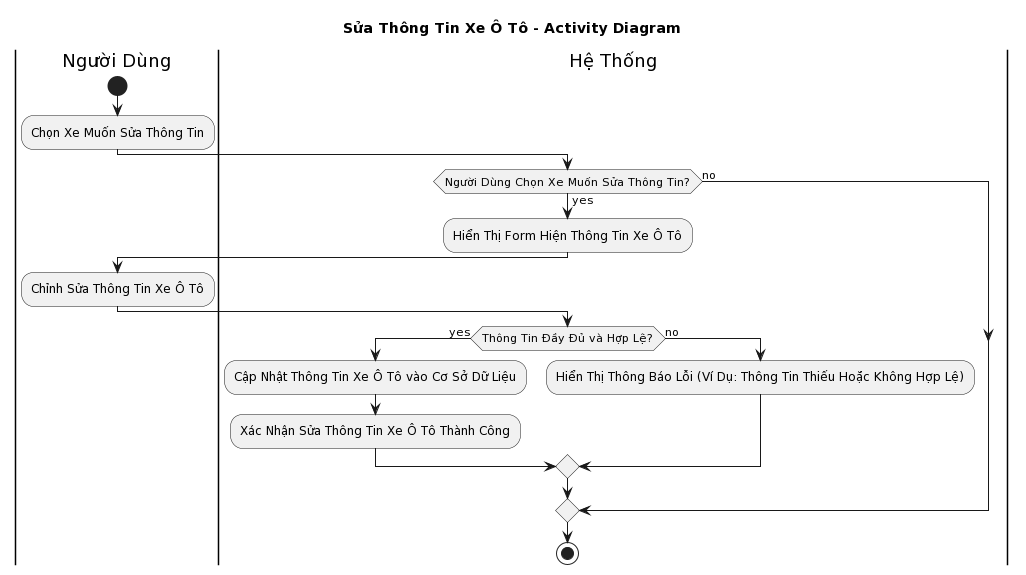 Sửa Thông Tin Xe Ô Tô - Activity Diagram
Người Dùng
Hệ Thống
Chọn Xe Muốn Sửa Thông Tin
Người Dùng Chọn Xe Muốn Sửa Thông Tin?
no
yes
Hiển Thị Form Hiện Thông Tin Xe Ô Tô
Chỉnh Sửa Thông Tin Xe Ô Tô
yes
Thông Tin Đầy Đủ và Hợp Lệ?
no
Cập Nhật Thông Tin Xe Ô Tô vào Cơ Sở Dữ Liệu
Hiển Thị Thông Báo Lỗi (Ví Dụ: Thông Tin Thiếu Hoặc Không Hợp Lệ)
Xác Nhận Sửa Thông Tin Xe Ô Tô Thành Công